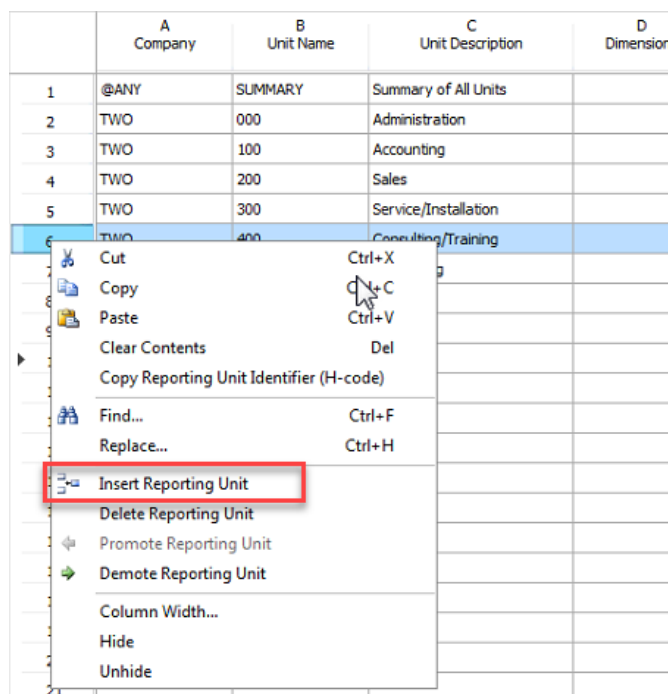 A B C D
Company Unit Name Unit Description Dimension
1 @ANY SUMMARY Summary of All Units
2 TWO 000 Administration
3 TWO 100 Accounting
4 TWO 200 Sales
5 TWO 300 Service/Installation
6 TWO 400 Consulting/Training
Cut Ctrl+X
Copy Ctrl+C
Paste Ctrl+V
Clear Contents Del
Copy Reporting Unit Identifier (H-code)
Find... Ctrl+F
Replace... Ctrl+H
Insert Reporting Unit
Delete Reporting Unit
Promote Reporting Unit
Demote Reporting Unit
Column Width...
Hide
Unhide